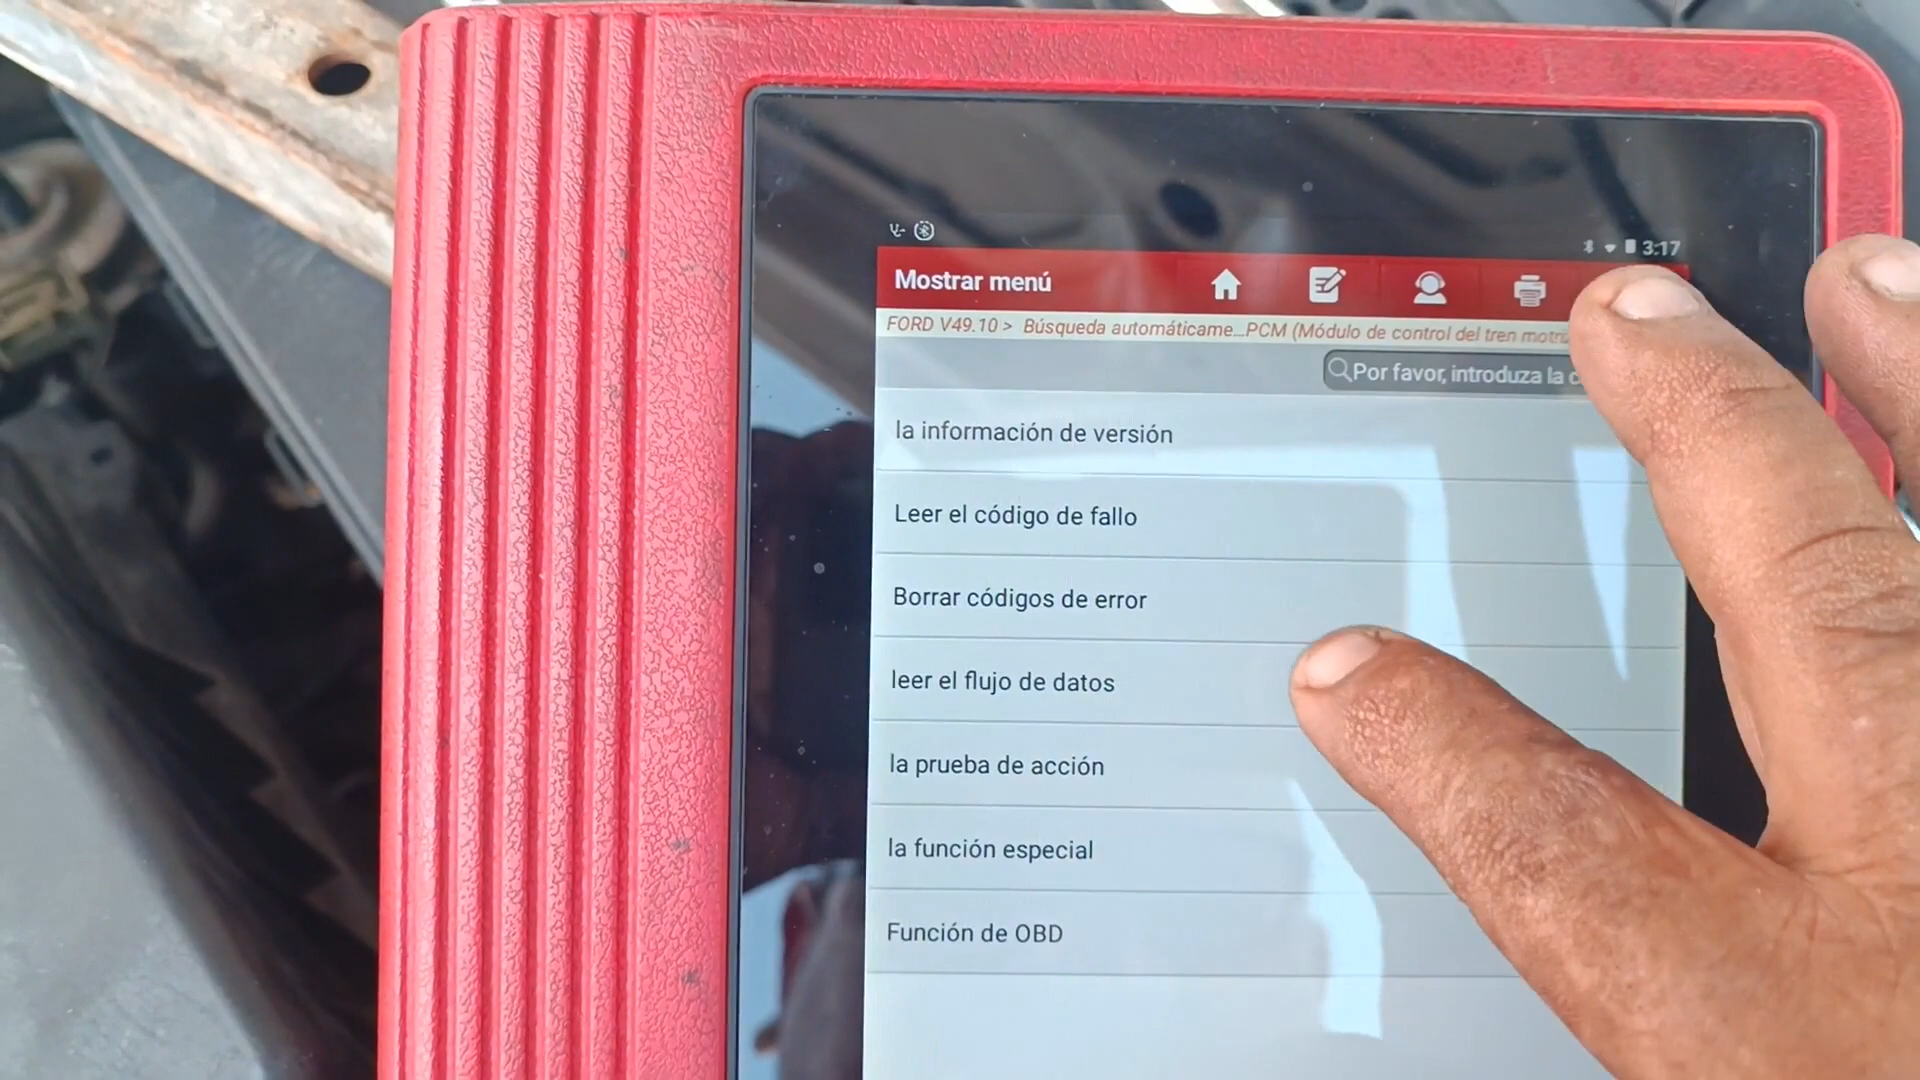 3:17
Mostrar menú
FORD V49.10 > Búsqueda automáticame...PCM (Módulo de control del tren
Por favor, introduza la
la información de versión
Leer el código de fallo
Borrar códigos de error
leer el flujo de datos
la prueba de acción
la función especial
Función de OBD